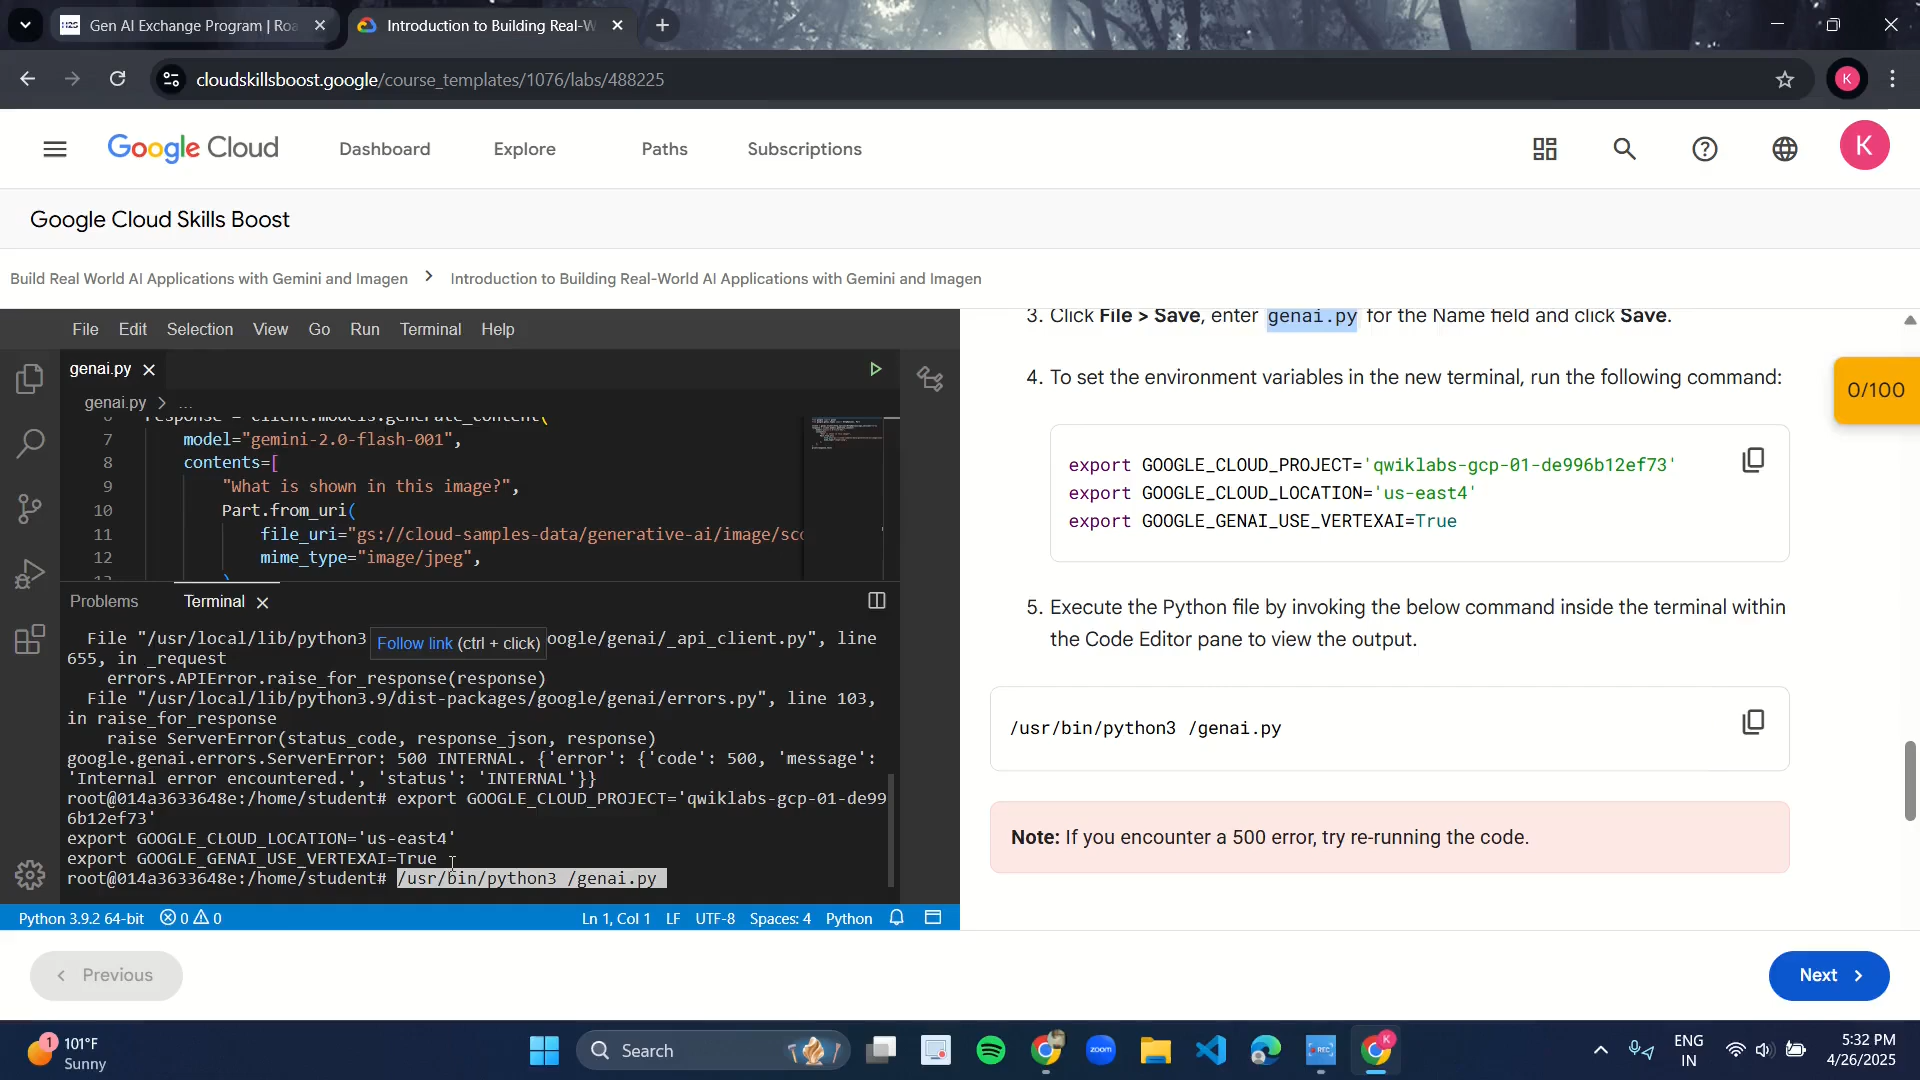 Gen AI Exchange Program | Roa
Introduction to Building Real-W
cloudskillsboost.google/course_templates/1076/labs/488225
K
Google Cloud
Dashboard
Explore
Paths
Subscriptions
K
Google Cloud Skills Boost
Build Real World AI Applications with Gemini and Imagen > Introduction to Building Real-World AI Applications with Gemini and Imagen
File Edit Selection View Go Run Terminal Help
genai.py
genai.py > ...
6 response = client.models.generate_content(
7 model="gemini-2.0-flash-001",
8 contents=[
9 "What is shown in this image?",
10 Part.from_uri(
11 file_uri="gs://cloud-samples-data/generative-ai/image/sco
12 mime_type="image/jpeg",
13 )
Problems
Terminal
File "/usr/local/lib/python3
Follow link (ctrl + click)
oogle/genai/_api_client.py", line
655, in _request
errors.APIError.raise_for_response(response)
File "/usr/local/lib/python3.9/dist-packages/google/genai/errors.py", line 103,
in raise_for_response
raise ServerError(status_code, response_json, response)
google.genai.errors.ServerError: 500 INTERNAL. {'error': {'code': 500, 'message':
'Internal error encountered.', 'status': 'INTERNAL'}}
root@014a3633648e:/home/student# export GOOGLE_CLOUD_PROJECT='qwiklabs-gcp-01-de99
6b12ef73'
export GOOGLE_CLOUD_LOCATION='us-east4'
export GOOGLE_GENAI_USE_VERTEXAI=True
root@014a3633648e:/home/student# /usr/bin/python3 /genai.py
Python 3.9.2 64-bit 0 0
Ln 1, Col 1 LF UTF-8 Spaces: 4 Python
3. Click File > Save, enter genai.py for the Name field and click Save.
4. To set the environment variables in the new terminal, run the following command:
export GOOGLE_CLOUD_PROJECT='qwiklabs-gcp-01-de996b12ef73'
export GOOGLE_CLOUD_LOCATION='us-east4'
export GOOGLE_GENAI_USE_VERTEXAI=True
5. Execute the Python file by invoking the below command inside the terminal within
the Code Editor pane to view the output.
/usr/bin/python3 /genai.py
Note: If you encounter a 500 error, try re-running the code.
0/100
Previous
Next
1
101°F
Sunny
Search
zoom
REC
K
ENG
IN
5:32 PM
4/26/2025